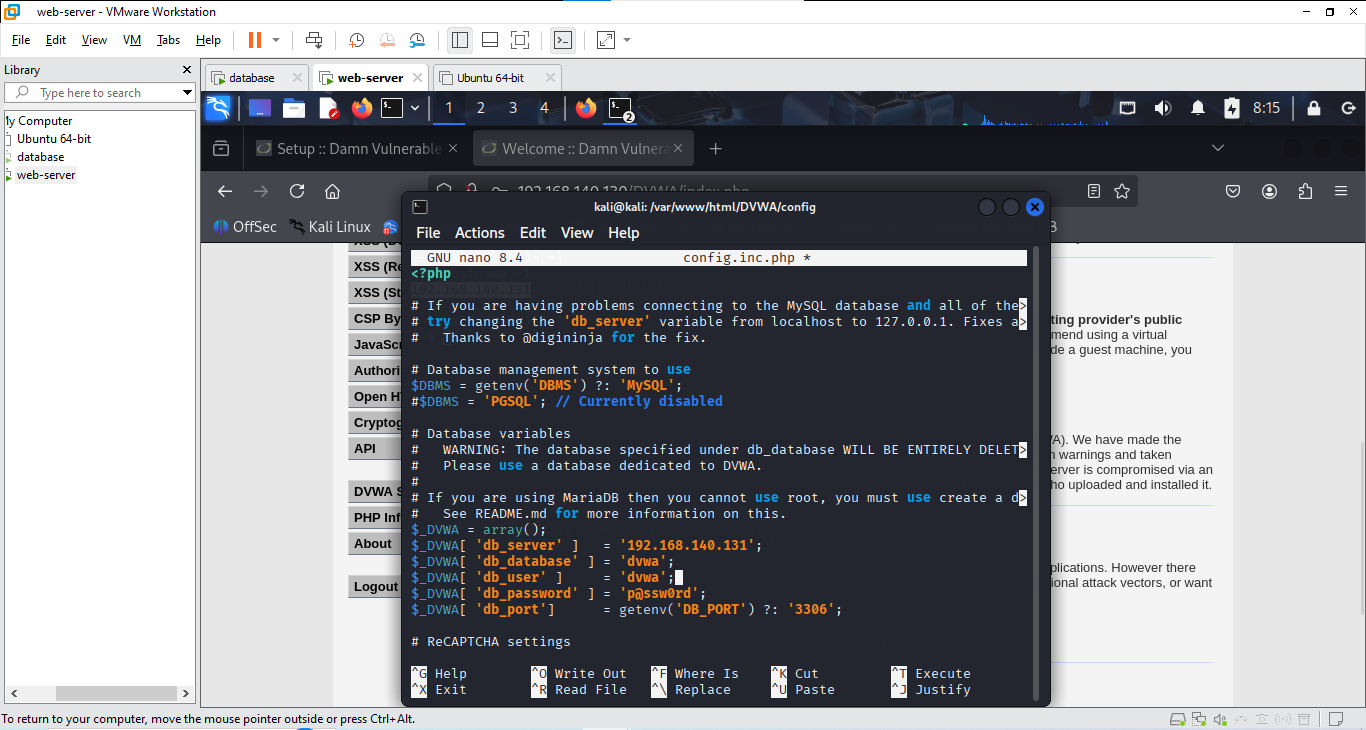 web-server - VMware Workstation
File Edit View VM Tabs Help
Library
Type here to search
My Computer
Ubuntu 64-bit
database
web-server
database web-server Ubuntu 64-bit
1 2 3 4 2 8:15
Setup :: Damn Vulnerable Welcome :: Damn Vulnera
192.168.140.130/DVWA/index.php
OffSec Kali Linux
kali@kali: /var/www/html/DVWA/config
File Actions Edit View Help
GNU nano 8.4 config.inc.php *
<?php
# If you are having problems connecting to the MySQL database and all of the>
# try changing the 'db_server' variable from localhost to 127.0.0.1. Fixes a>
#   Thanks to @digininja for the fix.
# Database management system to use
$DBMS = getenv('DBMS') ?: 'MySQL';
#$DBMS = 'PGSQL'; // Currently disabled
# Database variables
#   WARNING: The database specified under db_database WILL BE ENTIRELY DELET>
#   Please use a database dedicated to DVWA.
#
# If you are using MariaDB then you cannot use root, you must use create a d>
#   See README.md for more information on this.
$_DVWA = array();
$_DVWA[ 'db_server' ]   = '192.168.140.131';
$_DVWA[ 'db_database' ] = 'dvwa';
$_DVWA[ 'db_user' ]     = 'dvwa';
$_DVWA[ 'db_password' ] = 'p@ssw0rd';
$_DVWA[ 'db_port']      = getenv('DB_PORT') ?: '3306';
# ReCAPTCHA settings
^G Help ^O Write Out ^F Where Is ^K Cut ^T Execute
^X Exit ^R Read File ^\ Replace ^U Paste ^J Justify
XSS (Re
XSS (St
CSP By
JavaScr
Authori
Open H
Cryptog
API
DVWA S
PHP Inf
About
Logout
ting provider's public
mend using a virtual
de a guest machine, you
A). We have made the
n warnings and taken
erver is compromised via an
ho uploaded and installed it.
plications. However there
ional attack vectors, or want
To return to your computer, move the mouse pointer outside or press Ctrl+Alt.